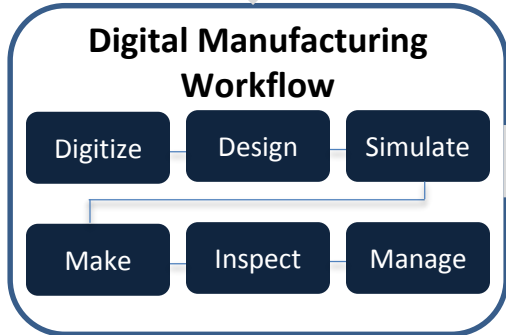 Digital Manufacturing
Workflow
Digitize
Design
Simulate
Make
Inspect
Manage